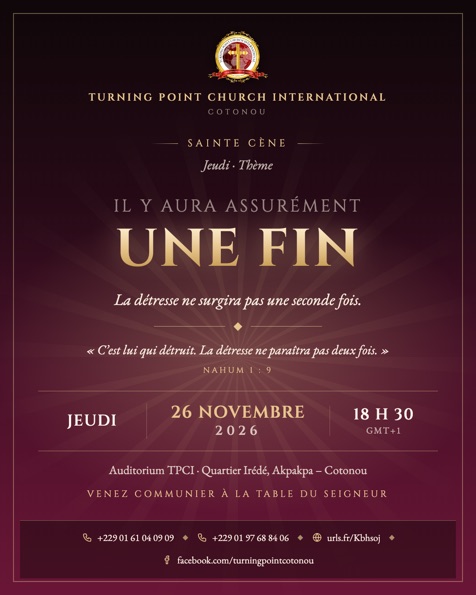 TURNING POINT CHURCH INTERNATIONAL
COTONOU
SAINTE CÈNE
Jeudi · Thème
IL Y AURA ASSURÉMENT
UNE FIN
La détresse ne surgira pas une seconde fois.
« C’est lui qui détruit. La détresse ne paraîtra pas deux fois. »
NAHUM 1 : 9
JEUDI
26 NOVEMBRE
2026
18 H 30
GMT+1
Auditorium TPCI · Quartier Irédé, Akpakpa – Cotonou
VENEZ COMMUNIER À LA TABLE DU SEIGNEUR
+229 01 61 04 09 09 ◆ +229 01 97 68 84 06 ◆ urls.fr/Kbhsoj ◆
facebook.com/turningpointcotonou